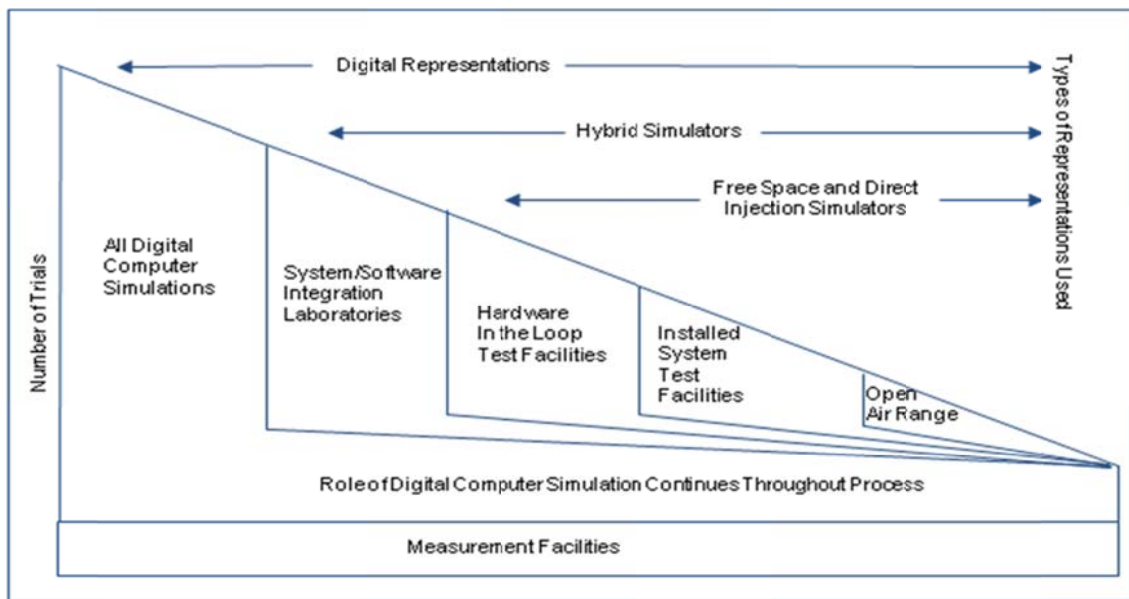 Digital Representations
Hybrid Simulators
Free Space and Direct
Injection Simulators
Types of Representations Used
Number of Trials
All Digital
Computer
Simulations
System/Software
Integration
Laboratories
Hardware
In the Loop
Test Facilities
Installed
System
Test
Facilities
Open
Air Range
Role of Digital Computer Simulation Continues Throughout Process
Measurement Facilities